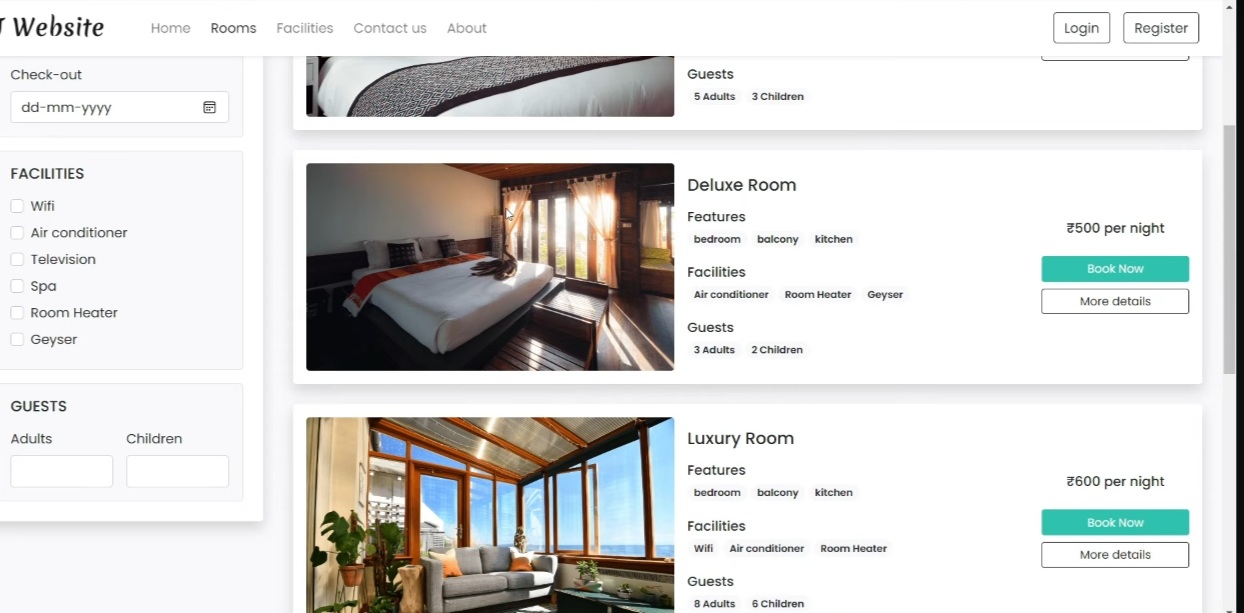 Website
Home Rooms Facilities Contact us About
Login Register
Check-out
dd-mm-yyyy
FACILITIES
Wifi
Air conditioner
Television
Spa
Room Heater
Geyser
GUESTS
Adults Children
Guests
5 Adults 3 Children
Deluxe Room
Features
bedroom balcony kitchen
Facilities
Air conditioner Room Heater Geyser
Guests
3 Adults 2 Children
₹500 per night
Book Now
More details
Luxury Room
Features
bedroom balcony kitchen
Facilities
Wifi Air conditioner Room Heater
Guests
8 Adults 6 Children
₹600 per night
Book Now
More details